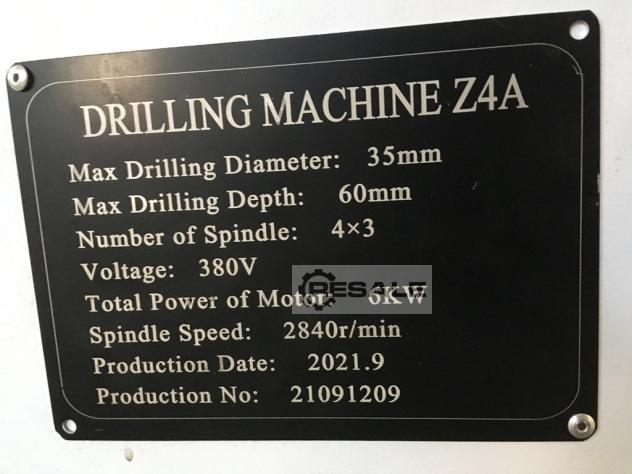 DRILLING MACHINE Z4A
Max Drilling Diameter: 35mm
Max Drilling Depth: 60mm
Number of Spindle: 4×3
Voltage: 380V
RESALE
Total Power of Motor: 6KW
Spindle Speed: 2840r/min
Production Date: 2021.9
Production No: 21091209